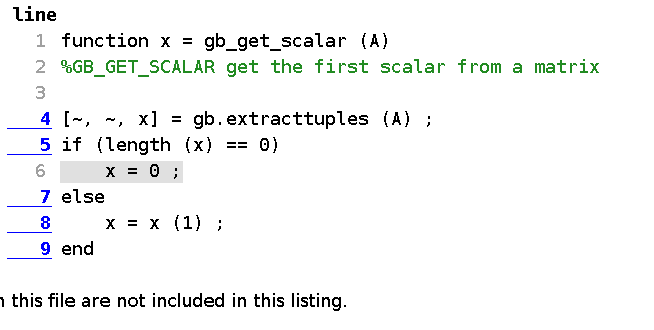 line
1 function x = gb_get_scalar (A)
2 %GB_GET_SCALAR get the first scalar from a matrix
3
4 [~, ~, x] = gb.extracttuples (A) ;
5 if (length (x) == 0)
6     x = 0 ;
7 else
8     x = x (1) ;
9 end
this file are not included in this listing.